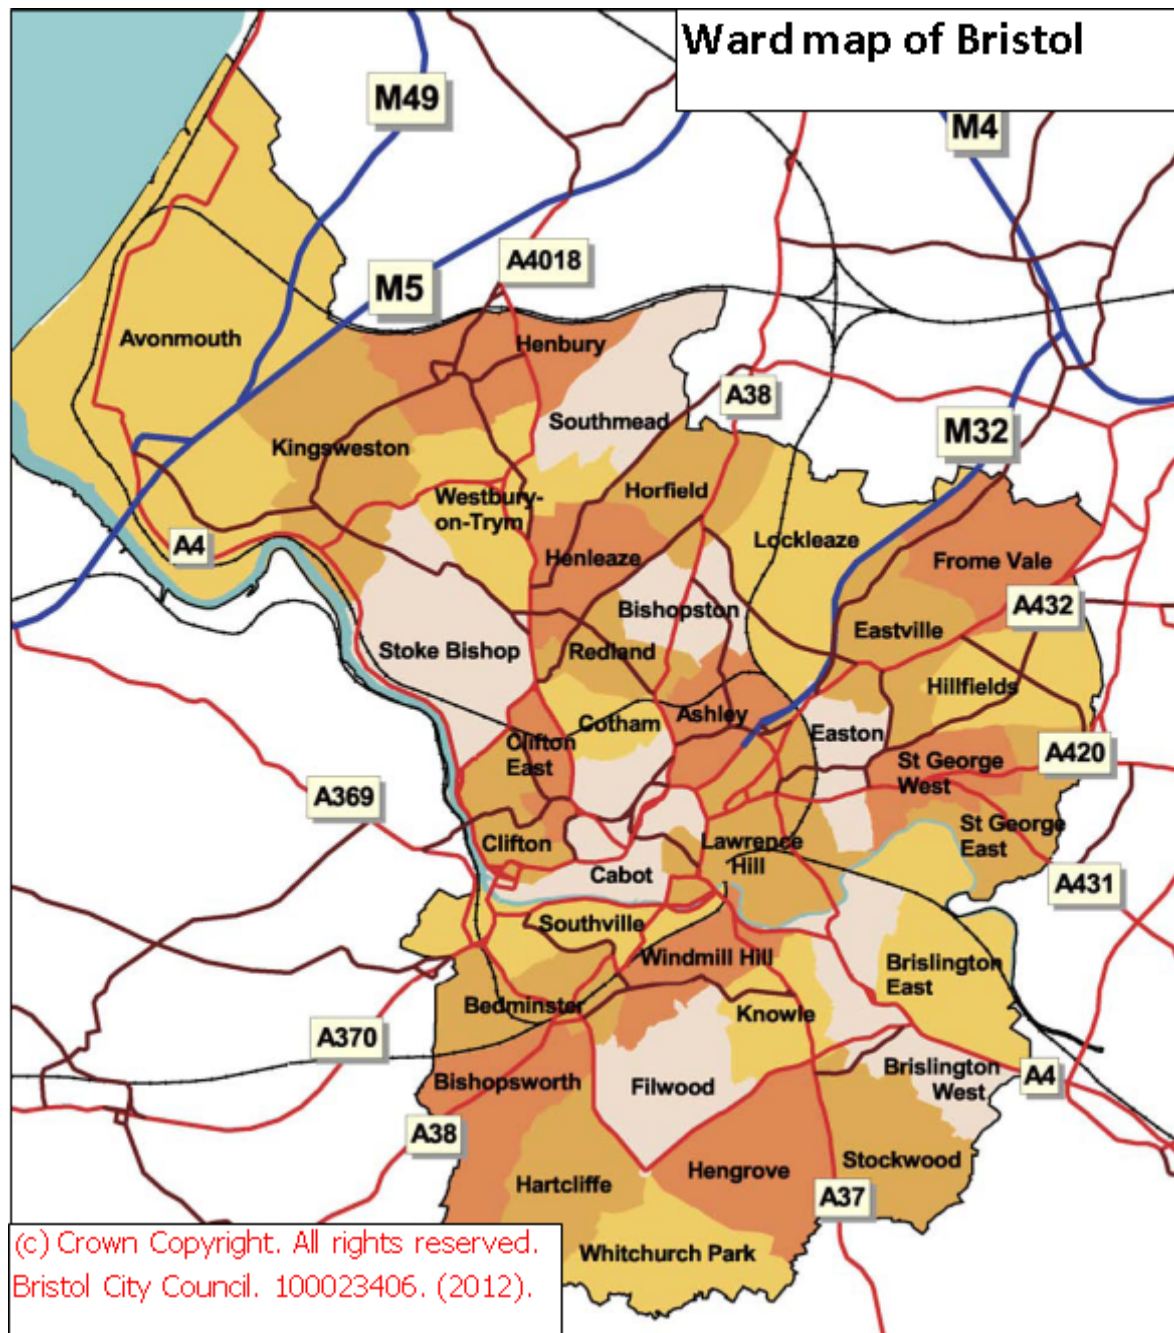 Ward map of Bristol
M49
M4
A4018
M5
Avonmouth
Henbury
A38
Southmead
M32
Kingsweston
Horfield
Westbury-
on-Trym
A4
Lockleaze
Henleaze
Frome Vale
Bishopston
A432
Eastville
Stoke Bishop
Redland
Hillfields
Ashley
Cotham
Easton
Clifton
East
St George
West
A420
A369
St George
East
Clifton
Lawrence
Hill
Cabot
A431
Southville
Windmill Hill
Brislington
East
Bedminster
Knowle
A370
Brislington
West
A4
Bishopsworth
Filwood
A38
Stockwood
Hengrove
Hartcliffe
A37
Whitchurch Park
(c) Crown Copyright. All rights reserved.
Bristol City Council. 100023406. (2012).